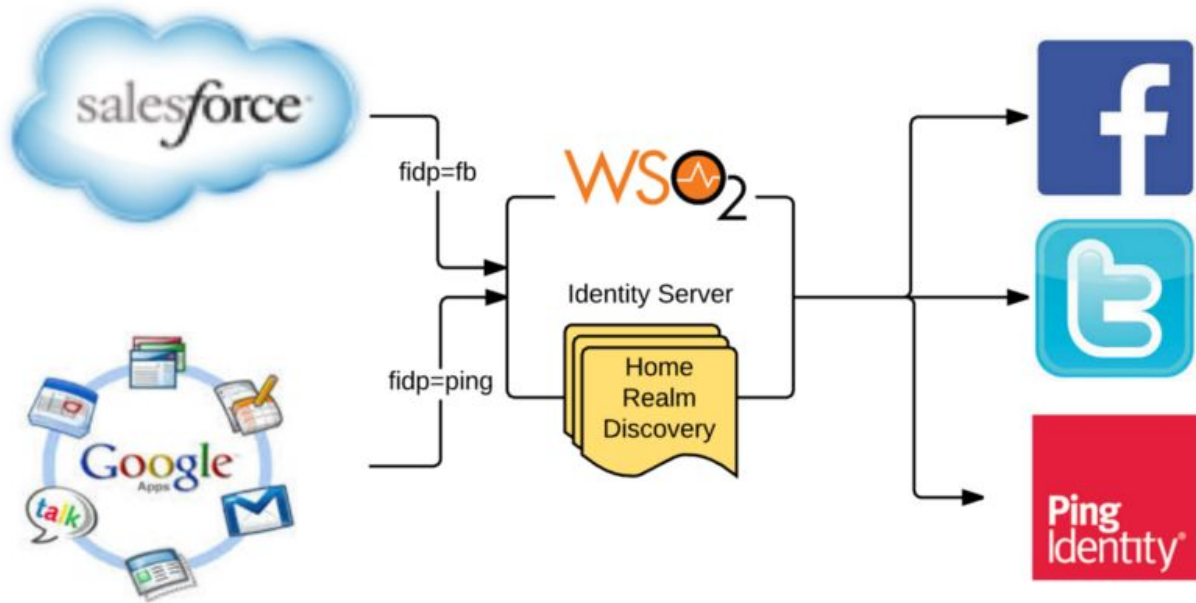 salesforce
fidp=fb
WSO2
Identity Server
Home
Realm
Discovery
fidp=ping
Google
Apps
talk
f
t
Ping
Identity®